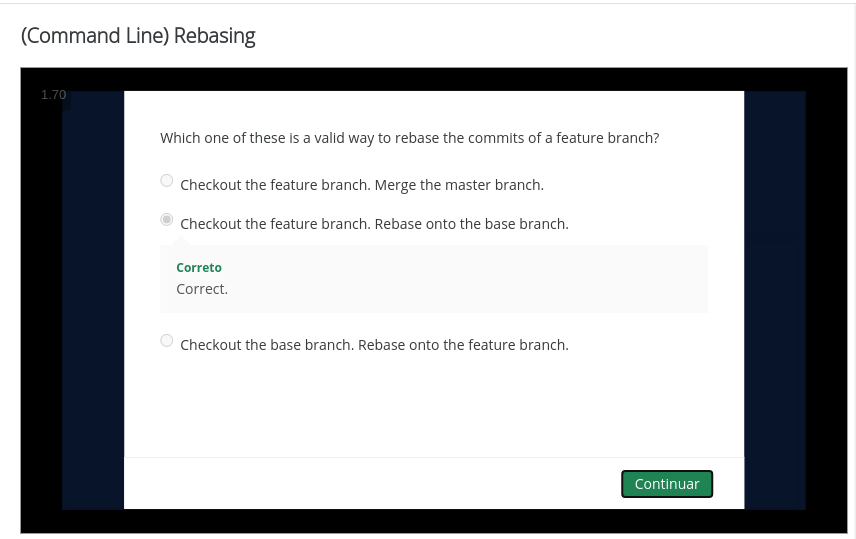 (Command Line) Rebasing
1.70
Which one of these is a valid way to rebase the commits of a feature branch?
Checkout the feature branch. Merge the master branch.
Checkout the feature branch. Rebase onto the base branch.
Correto
Correct.
Checkout the base branch. Rebase onto the feature branch.
Continuar